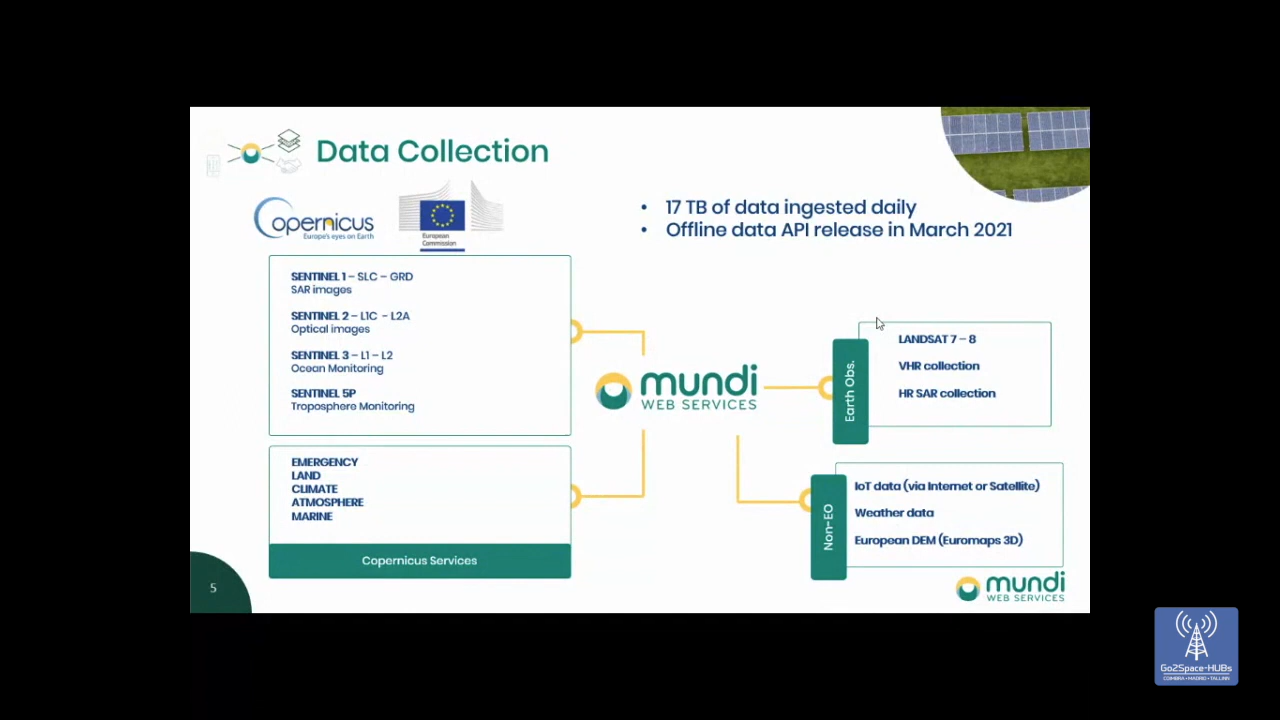 Data Collection
opernicus
Europe's eyes on Earth
European
Commission
• 17 TB of data ingested daily
• Offline data API release in March 2021
SENTINEL 1 – SLC – GRD
SAR images
SENTINEL 2 – L1C - L2A
Optical images
SENTINEL 3 – L1 – L2
Ocean Monitoring
SENTINEL 5P
Troposphere Monitoring
EMERGENCY
LAND
CLIMATE
ATMOSPHERE
MARINE
Copernicus Services
mundi
WEB SERVICES
Earth Obs.
LANDSAT 7 – 8
VHR collection
HR SAR collection
Non-EO
IoT data (via Internet or Satellite)
Weather data
European DEM (Euromaps 3D)
mundi
WEB SERVICES
5
Go2Space-HUBs
COIMBRA • MADRID • TALLINN